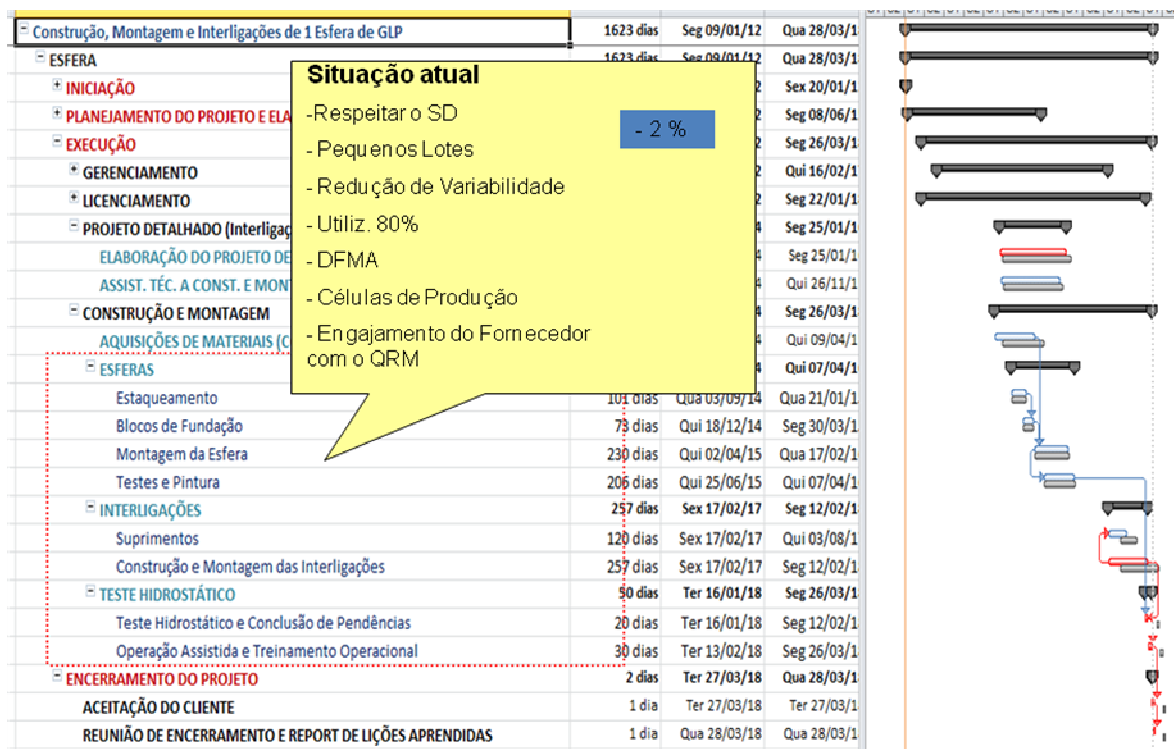 Construção, Montagem e Interligações de 1 Esfera de GLP 1623 dias Seg 09/01/12 Qua 28/03/1
ESFERA 1623 dias Seg 09/01/12 Qua 28/03/1
INICIAÇÃO 2 Sex 20/01/1
PLANEJAMENTO DO PROJETO E ELA 2 Seg 08/06/1
EXECUÇÃO 2 Seg 26/03/1
GERENCIAMENTO 2 Qui 16/02/1
LICENCIAMENTO 2 Seg 22/01/1
PROJETO DETALHADO (Interligaç 4 Seg 25/01/1
ELABORAÇÃO DO PROJETO DE 4 Seg 25/01/1
ASSIST. TÉC. A CONST. E MON 4 Qui 26/11/1
CONSTRUÇÃO E MONTAGEM 4 Seg 26/03/1
AQUISIÇÕES DE MATERIAIS (C 4 Qui 09/04/1
ESFERAS 4 Qui 07/04/1
Situação atual
-Respeitar o SD
- 2 %
- Pequenos Lotes
- Redução de Variabilidade
- Utiliz. 80%
- DFMA
- Células de Produção
- Engajamento do Fornecedor
com o QRM
Estaqueamento 101 dias Qua 03/09/14 Qua 21/01/1
Blocos de Fundação 73 dias Qui 18/12/14 Seg 30/03/1
Montagem da Esfera 230 dias Qui 02/04/15 Qua 17/02/1
Testes e Pintura 206 dias Qui 25/06/15 Qui 07/04/1
INTERLIGAÇÕES 257 dias Sex 17/02/17 Seg 12/02/1
Suprimentos 120 dias Sex 17/02/17 Qui 03/08/1
Construção e Montagem das Interligações 257 dias Sex 17/02/17 Seg 12/02/1
TESTE HIDROSTÁTICO 50 dias Ter 16/01/18 Seg 26/03/1
Teste Hidrostático e Conclusão de Pendências 20 dias Ter 16/01/18 Seg 12/02/1
Operação Assistida e Treinamento Operacional 30 dias Ter 13/02/18 Seg 26/03/1
ENCERRAMENTO DO PROJETO 2 dias Ter 27/03/18 Qua 28/03/1
ACEITAÇÃO DO CLIENTE 1 dia Ter 27/03/18 Ter 27/03/1
REUNIÃO DE ENCERRAMENTO E REPORT DE LIÇÕES APRENDIDAS 1 dia Qua 28/03/18 Qua 28/03/1